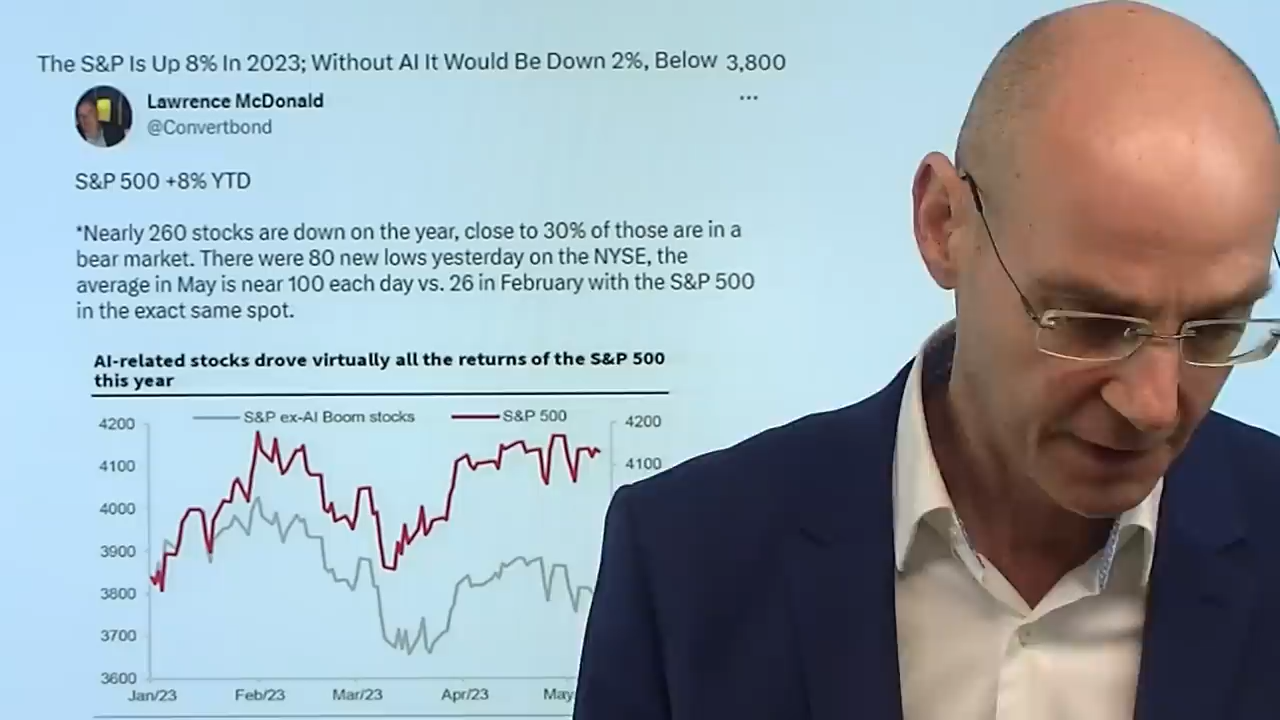 The S&P Is Up 8% In 2023; Without AI It Would Be Down 2%, Below 3,800
Lawrence McDonald
...
@Convertbond
S&P 500 +8% YTD
*Nearly 260 stocks are down on the year, close to 30% of those are in a
bear market. There were 80 new lows yesterday on the NYSE, the
average in May is near 100 each day vs. 26 in February with the S&P 500
in the exact same spot.
AI-related stocks drove virtually all the returns of the S&P 500
this year
S&P ex-AI Boom stocks
S&P 500
4200
4100
4000
3900
3800
3700
3600
4200
4100
Jan/23
Feb/23
Mar/23
Apr/23
May